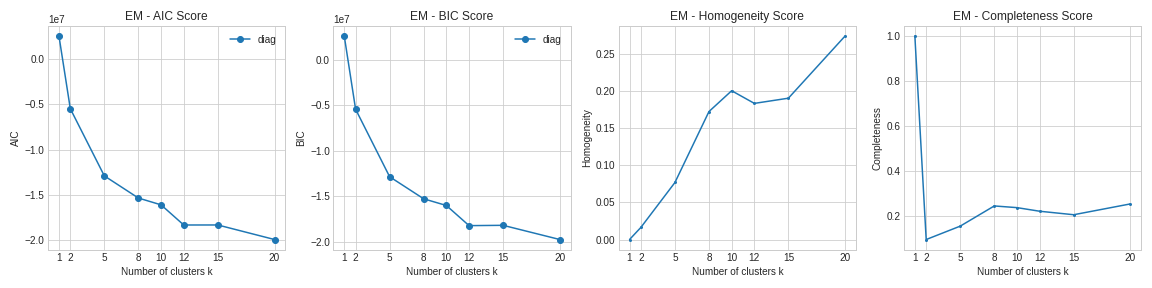 EM - AIC Score
1e7
diag
0.0
−0.5
−1.0
−1.5
−2.0
AIC
1 2 5 8 10 12 15 20
Number of clusters k
EM - BIC Score
1e7
diag
0.0
−0.5
−1.0
−1.5
−2.0
BIC
1 2 5 8 10 12 15 20
Number of clusters k
EM - Homogeneity Score
0.25
0.20
0.15
0.10
0.05
0.00
Homogeneity
1 2 5 8 10 12 15 20
Number of clusters k
EM - Completeness Score
1.0
0.8
0.6
0.4
0.2
Completeness
1 2 5 8 10 12 15 20
Number of clusters k